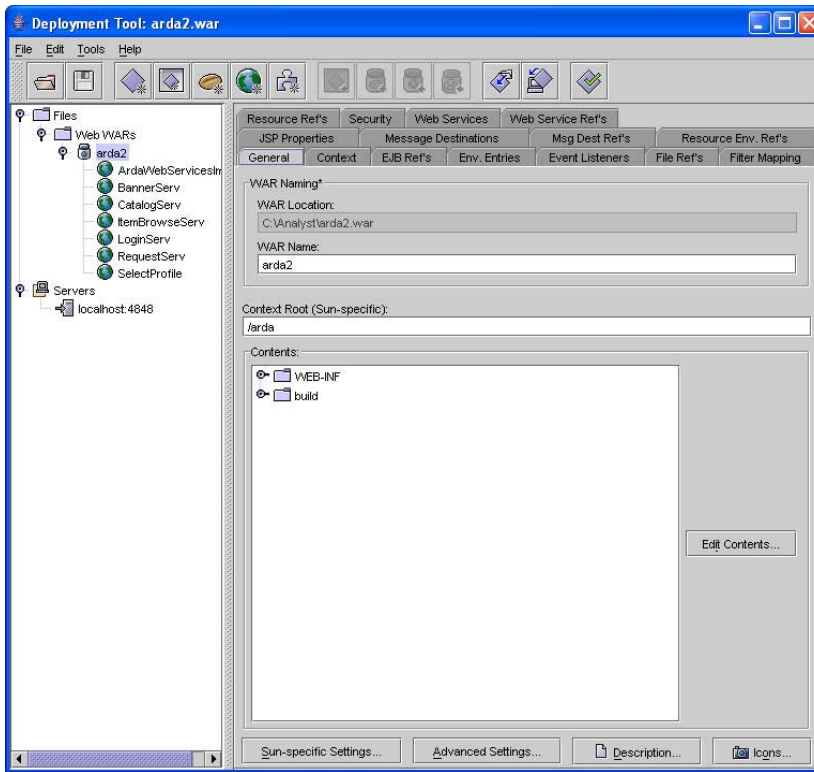 Deployment Tool: arda2.war
File Edit Tools Help
Files
Web WARs
arda2
ArdaWebServicesIm
BannerServ
CatalogServ
ItemBrowseServ
LoginServ
RequestServ
SelectProfile
Servers
localhost:4848
Resource Ref's Security Web Services Web Service Ref's
JSP Properties Message Destinations Msg Dest Ref's Resource Env. Ref's
General Context EJB Ref's Env. Entries Event Listeners File Ref's Filter Mapping
WAR Naming*
WAR Location:
C:\Analyst\arda2.war
WAR Name:
arda2
Context Root (Sun-specific):
/arda
Contents:
WEB-INF
build
Edit Contents...
Sun-specific Settings... Advanced Settings... Description... Icons...